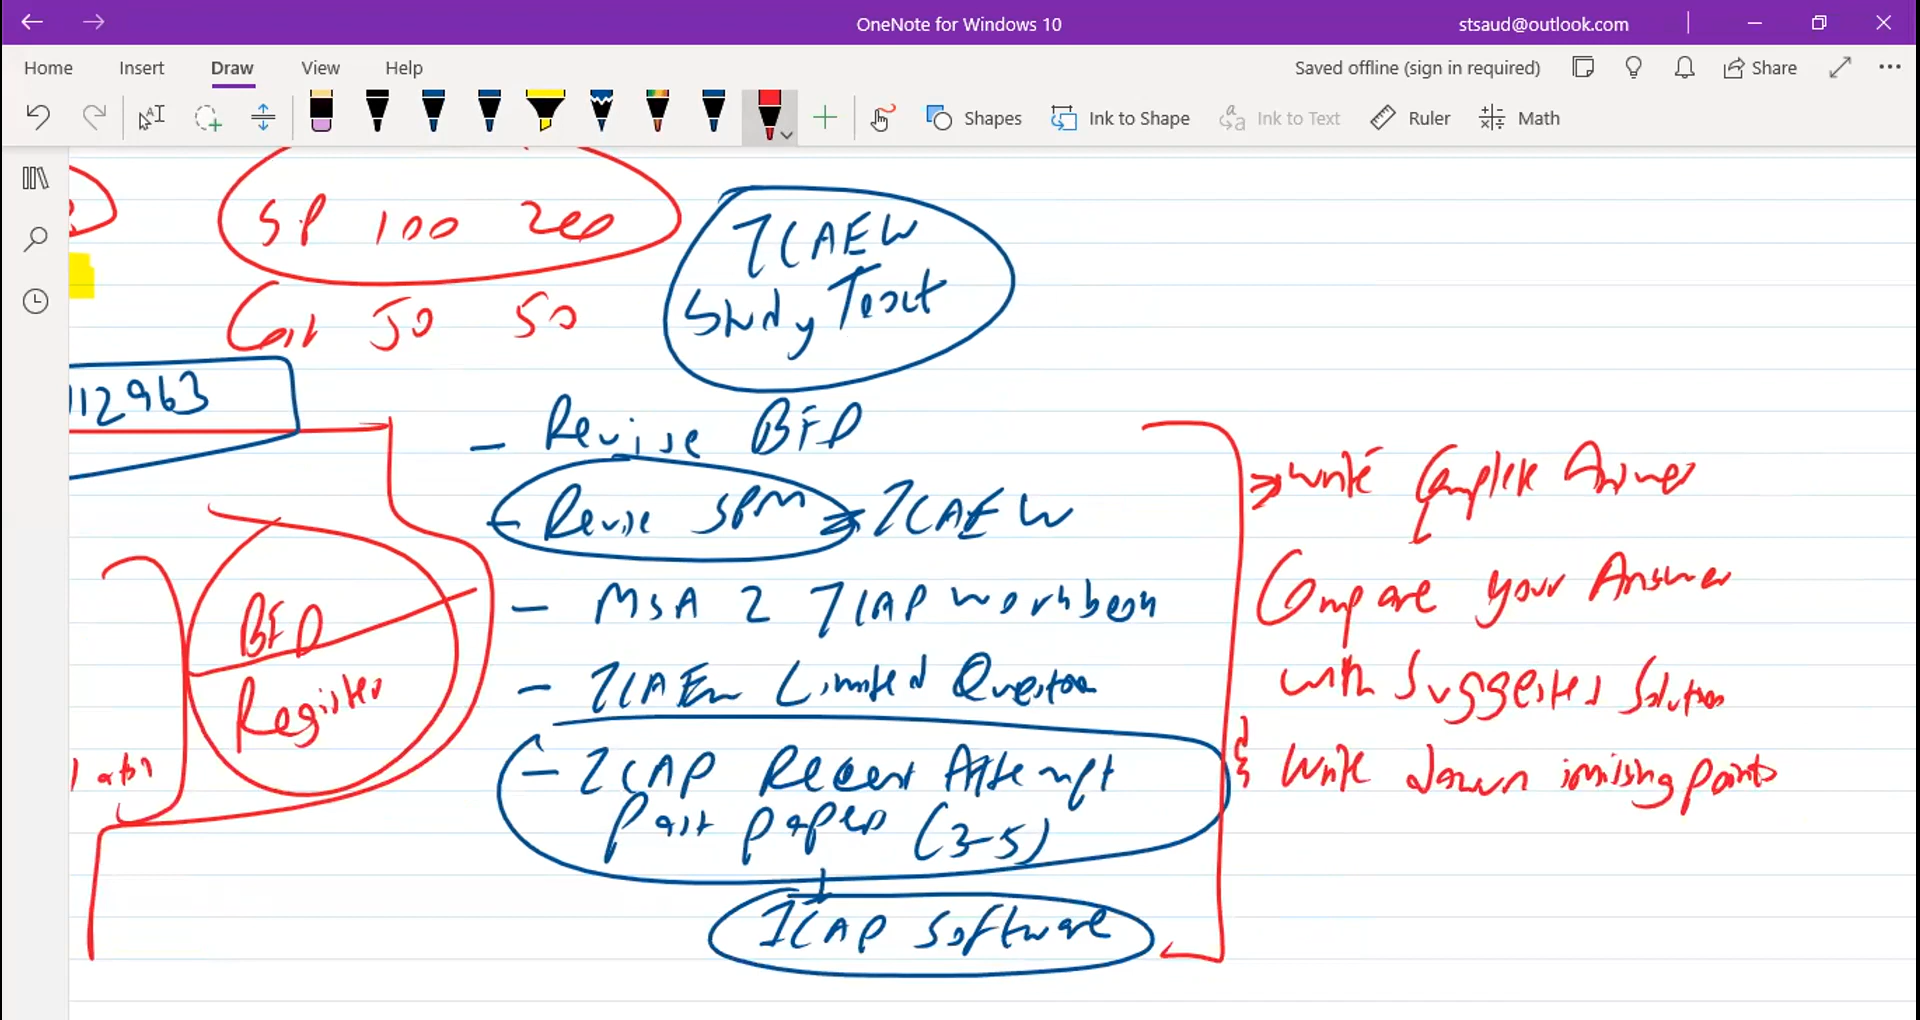 OneNote for Windows 10
stsaud@outlook.com
Home Insert Draw View Help
Saved offline (sign in required) Share
Shapes Ink to Shape Ink to Text Ruler Math
SP 100 200
Cost 50 50
ICAEW
Study Text
112963
- Revise BFD
- Revise SPM => ICAEW
- MSA 2 ICAP workbook
- ICAEW Limited Question
- ICAP Recent Attempt
Past papers (3-5)
ICAP Software
BFD
Register
=> write Complete Answer
Compare your Answer
with Suggested Solution
& write down missing points